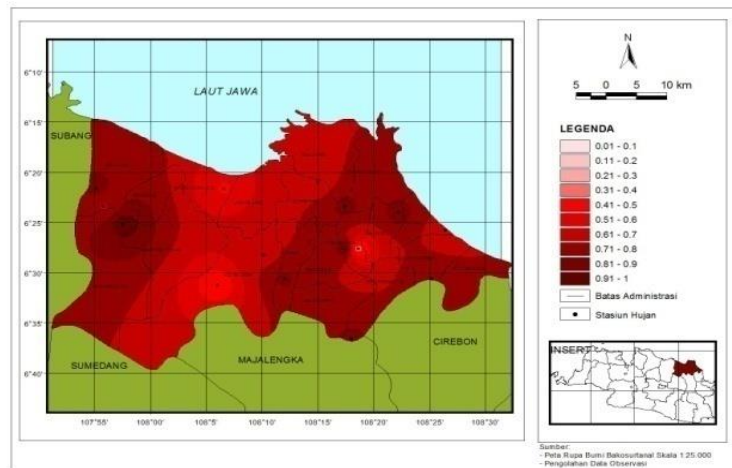 6°10'
6°15'
6°20'
6°25'
6°30'
6°35'
6°40'
LAUT JAWA
SUBANG
SUMEDANG
MAJALENGKA
CIREBON
107°55'
108°00'
108°5'
108°10'
108°15'
108°20'
108°25'
108°30'
N
5 0 5 10 km
LEGENDA
0.01 - 0.1
0.11 - 0.2
0.21 - 0.3
0.31 - 0.4
0.41 - 0.5
0.51 - 0.6
0.61 - 0.7
0.71 - 0.8
0.81 - 0.9
0.91 - 1
Batas Administrasi
Stasiun Hujan
INSERT
Sumber:
- Peta Rupa Bumi Bakosurtanal Skala 1:25.000
- Pengolahan Data Observasi